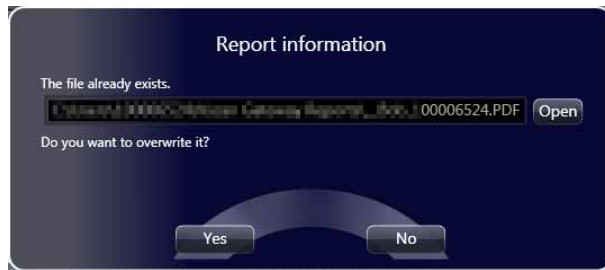 Report information
The file already exists.
00006524.PDF Open
Do you want to overwrite it?
Yes No